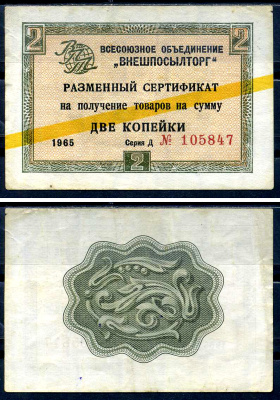 2
ВПТ
2
ВСЕСОЮЗНОЕ ОБЪЕДИНЕНИЕ
„ВНЕШПОСЫЛТОРГ"
РАЗМЕННЫЙ СЕРТИФИКАТ
на получение товаров на сумму
ДВЕ КОПЕЙКИ
1965 Серия Д № 105847
2